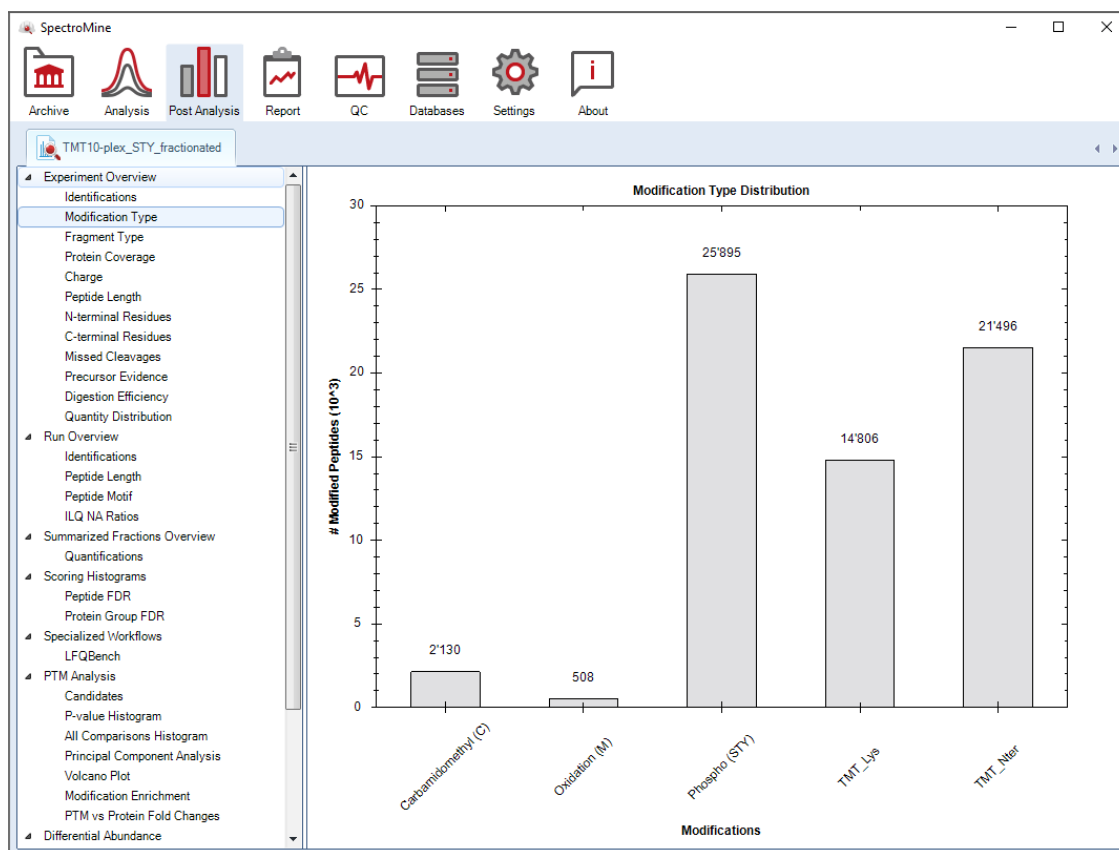 SpectroMine
Archive
Analysis
Post Analysis
Report
QC
Databases
Settings
About
TMT10-plex_STY_fractionated
Experiment Overview
Identifications
Modification Type
Fragment Type
Protein Coverage
Charge
Peptide Length
N-terminal Residues
C-terminal Residues
Missed Cleavages
Precursor Evidence
Digestion Efficiency
Quantity Distribution
Run Overview
Identifications
Peptide Length
Peptide Motif
ILQ NA Ratios
Summarized Fractions Overview
Quantifications
Scoring Histograms
Peptide FDR
Protein Group FDR
Specialized Workflows
LFQBench
PTM Analysis
Candidates
P-value Histogram
All Comparisons Histogram
Principal Component Analysis
Volcano Plot
Modification Enrichment
PTM vs Protein Fold Changes
Differential Abundance
Modification Type Distribution
# Modified Peptides (10^3)
30
25
20
15
10
5
0
2'130
508
25'895
14'806
21'496
Carbamidomethyl (C)
Oxidation (M)
Phospho (STY)
TMT_Lys
TMT_Nter
Modifications